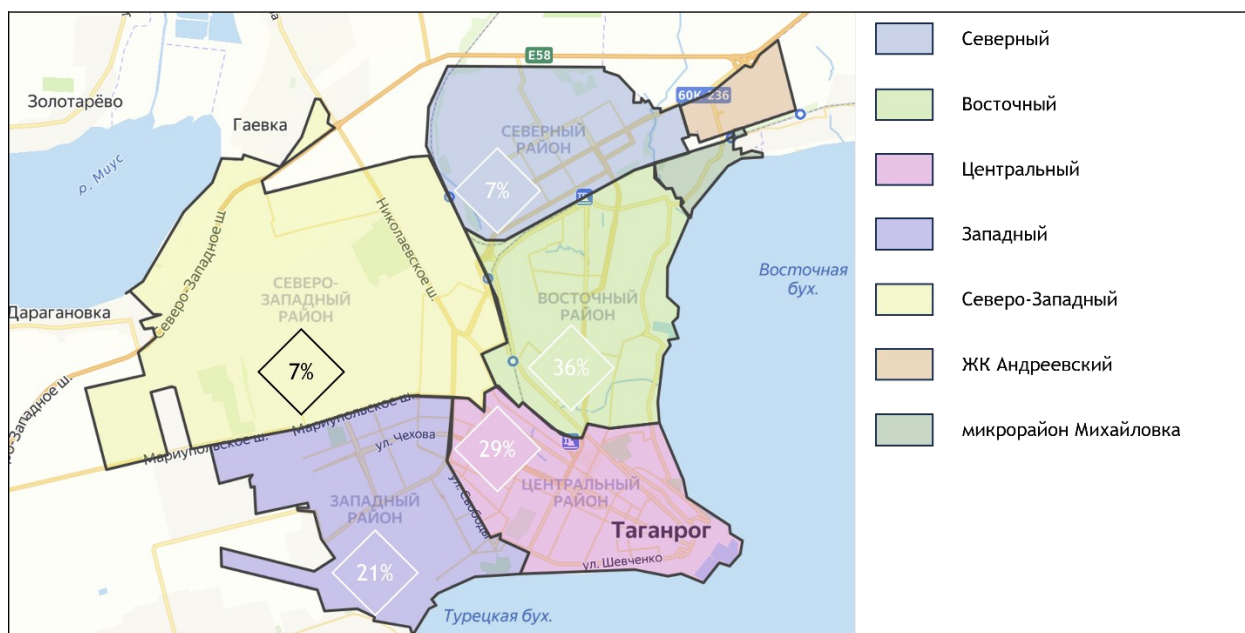 E58
60К-236
Золотарёво
Гаевка
р. Миус
СЕВЕРНЫЙ
РАЙОН
7%
Северо-Западное ш.
Николаевское ш.
Дарагановка
СЕВЕРО-
ЗАПАДНЫЙ
РАЙОН
7%
ВОСТОЧНЫЙ
РАЙОН
36%
Восточная
бух.
Северо-Западное ш.
Мариупольское ш.
Мариупольское ш.
ул. Чехова
29%
ЦЕНТРАЛЬНЫЙ
РАЙОН
ЗАПАДНЫЙ
РАЙОН
ул. Свободы
Таганрог
ул. Шевченко
21%
Турецкая бух.
Северный
Восточный
Центральный
Западный
Северо-Западный
ЖК Андреевский
микрорайон Михайловка